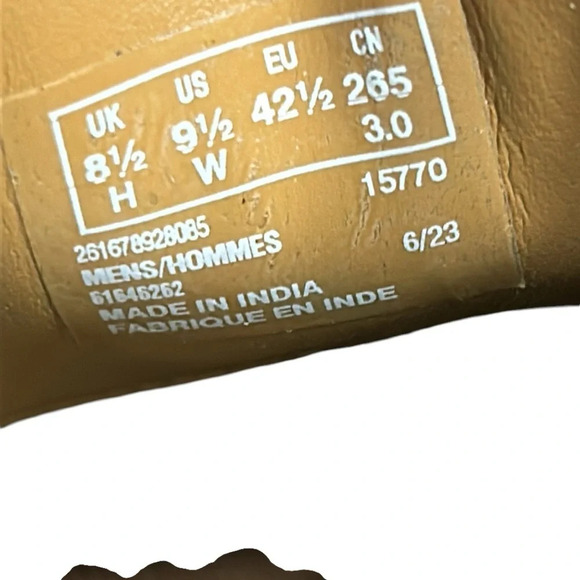 UK US EU CN
8½ 9½ 42½ 265
H W 3.0
261678928085 15770
MENS/HOMMES 6/23
61646262
MADE IN INDIA
FABRIQUE EN INDE